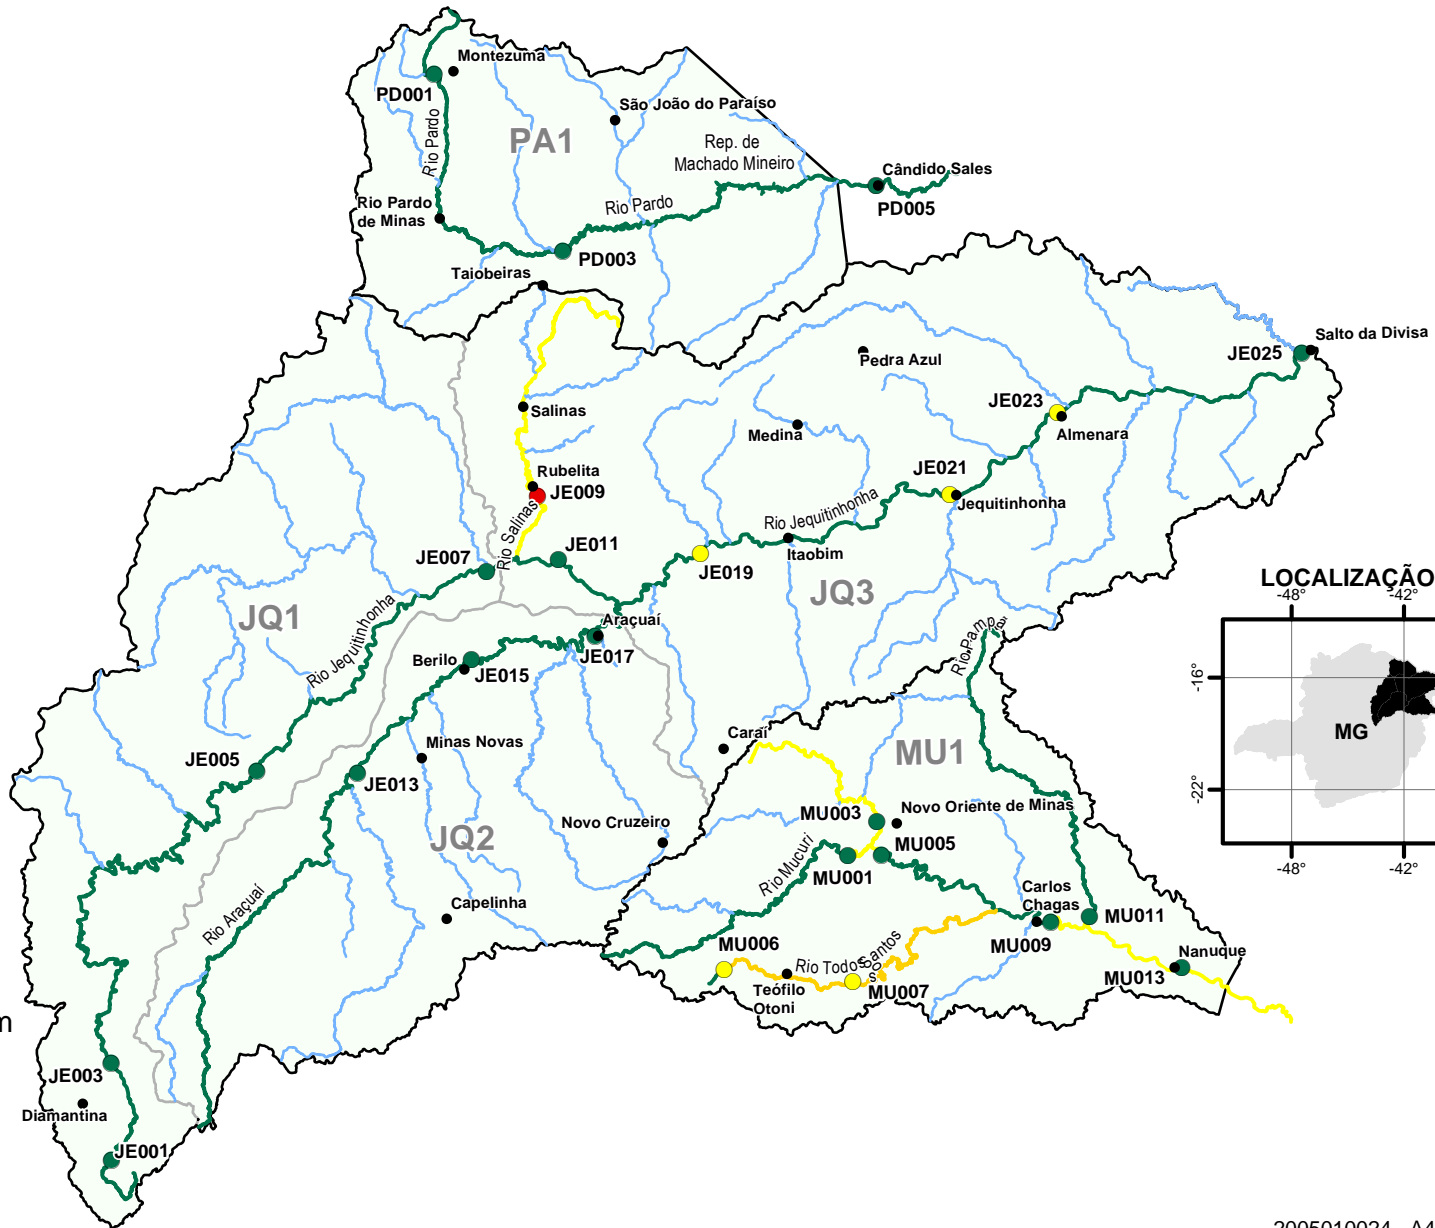 Montezuma
PD001
Rio Pardo
São João do Paraíso
PA1
Rep. de
Machado Mineiro
Cândido Sales
PD005
Rio Pardo
de Minas
Rio Pardo
PD003
Taiobeiras
Salto da Divisa
JE025
Pedra Azul
JE023
Almenara
Salinas
Medina
JE021
Jequitinhonha
Rubelita
JE009
Rio Salinas
Rio Jequitinhonha
Itaobim
JE011
JE007
JE019
JQ3
LOCALIZAÇÃO
-48°
-42°
-16°
MG
-22°
-48°
-42°
JQ1
Rio Jequitinhonha
Araçuaí
JE017
Berilo
JE015
Caraí
MU1
JE005
Minas Novas
JE013
MU003
Novo Oriente de Minas
MU005
Novo Cruzeiro
JQ2
Rio Mucuri
MU001
Carlos
Chagas
MU011
Capelinha
Rio Araçuaí
MU006
MU009
Nanuque
MU013
Rio Todos
Santos
Teófilo
Otoni
MU007
m
JE003
Diamantina
JE001